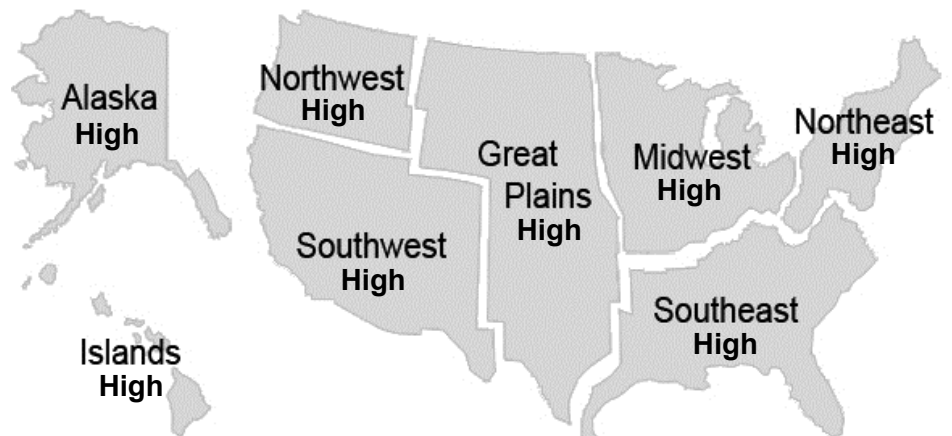 Alaska
High
Northwest
High
Great
Plains
High
Midwest
High
Northeast
High
Southwest
High
Southeast
High
Islands
High